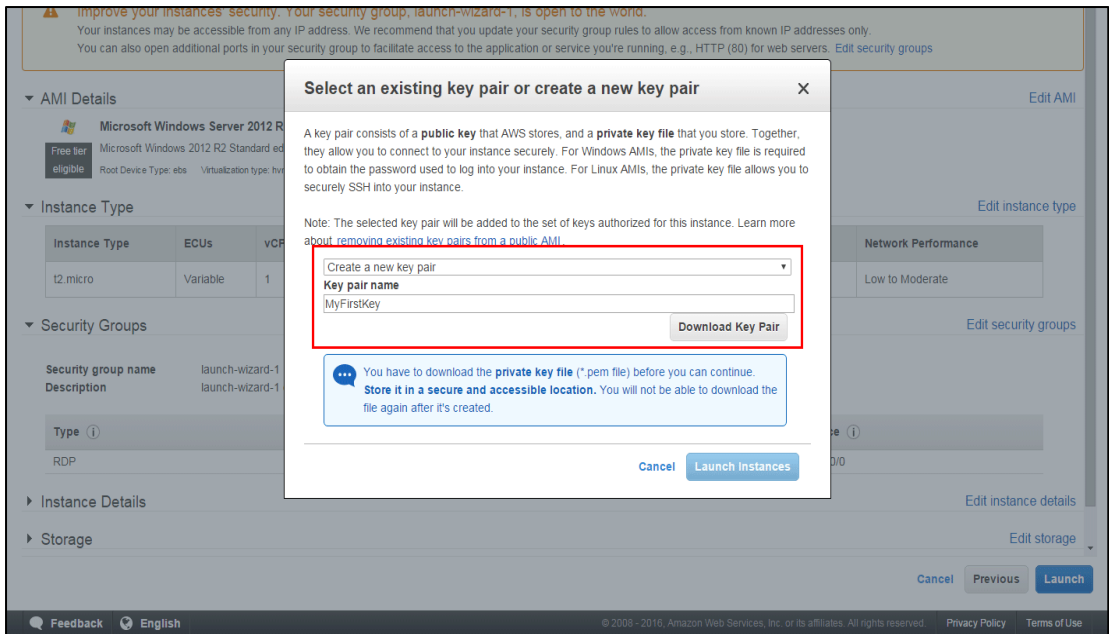 Improve your instances' security. Your security group, launch-wizard-1, is open to the world.
Your instances may be accessible from any IP address. We recommend that you update your security group rules to allow access from known IP addresses only.
You can also open additional ports in your security group to facilitate access to the application or service you're running, e.g., HTTP (80) for web servers. Edit security groups
Select an existing key pair or create a new key pair
AMI Details
Edit AMI
Microsoft Windows Server 2012 R
Free tier
eligible
Microsoft Windows 2012 R2 Standard ed
Root Device Type: ebs Virtualization type: hvr
A key pair consists of a public key that AWS stores, and a private key file that you store. Together,
they allow you to connect to your instance securely. For Windows AMIs, the private key file is required
to obtain the password used to log into your instance. For Linux AMIs, the private key file allows you to
securely SSH into your instance.
Note: The selected key pair will be added to the set of keys authorized for this instance. Learn more
about removing existing key pairs from a public AMI.
Instance Type
Edit instance type
Instance Type ECUs vCP
Network Performance
t2.micro Variable 1
Low to Moderate
Create a new key pair
Key pair name
MyFirstKey
Download Key Pair
Security Groups
Edit security groups
Security group name launch-wizard-1
Description launch-wizard-1
You have to download the private key file (*.pem file) before you can continue.
Store it in a secure and accessible location. You will not be able to download the
file again after it's created.
Type
ce
RDP
0/0
Cancel Launch Instances
Instance Details
Edit instance details
Storage
Edit storage
Cancel Previous Launch
Feedback English
© 2008 - 2016, Amazon Web Services, Inc. or its affiliates. All rights reserved. Privacy Policy Terms of Use